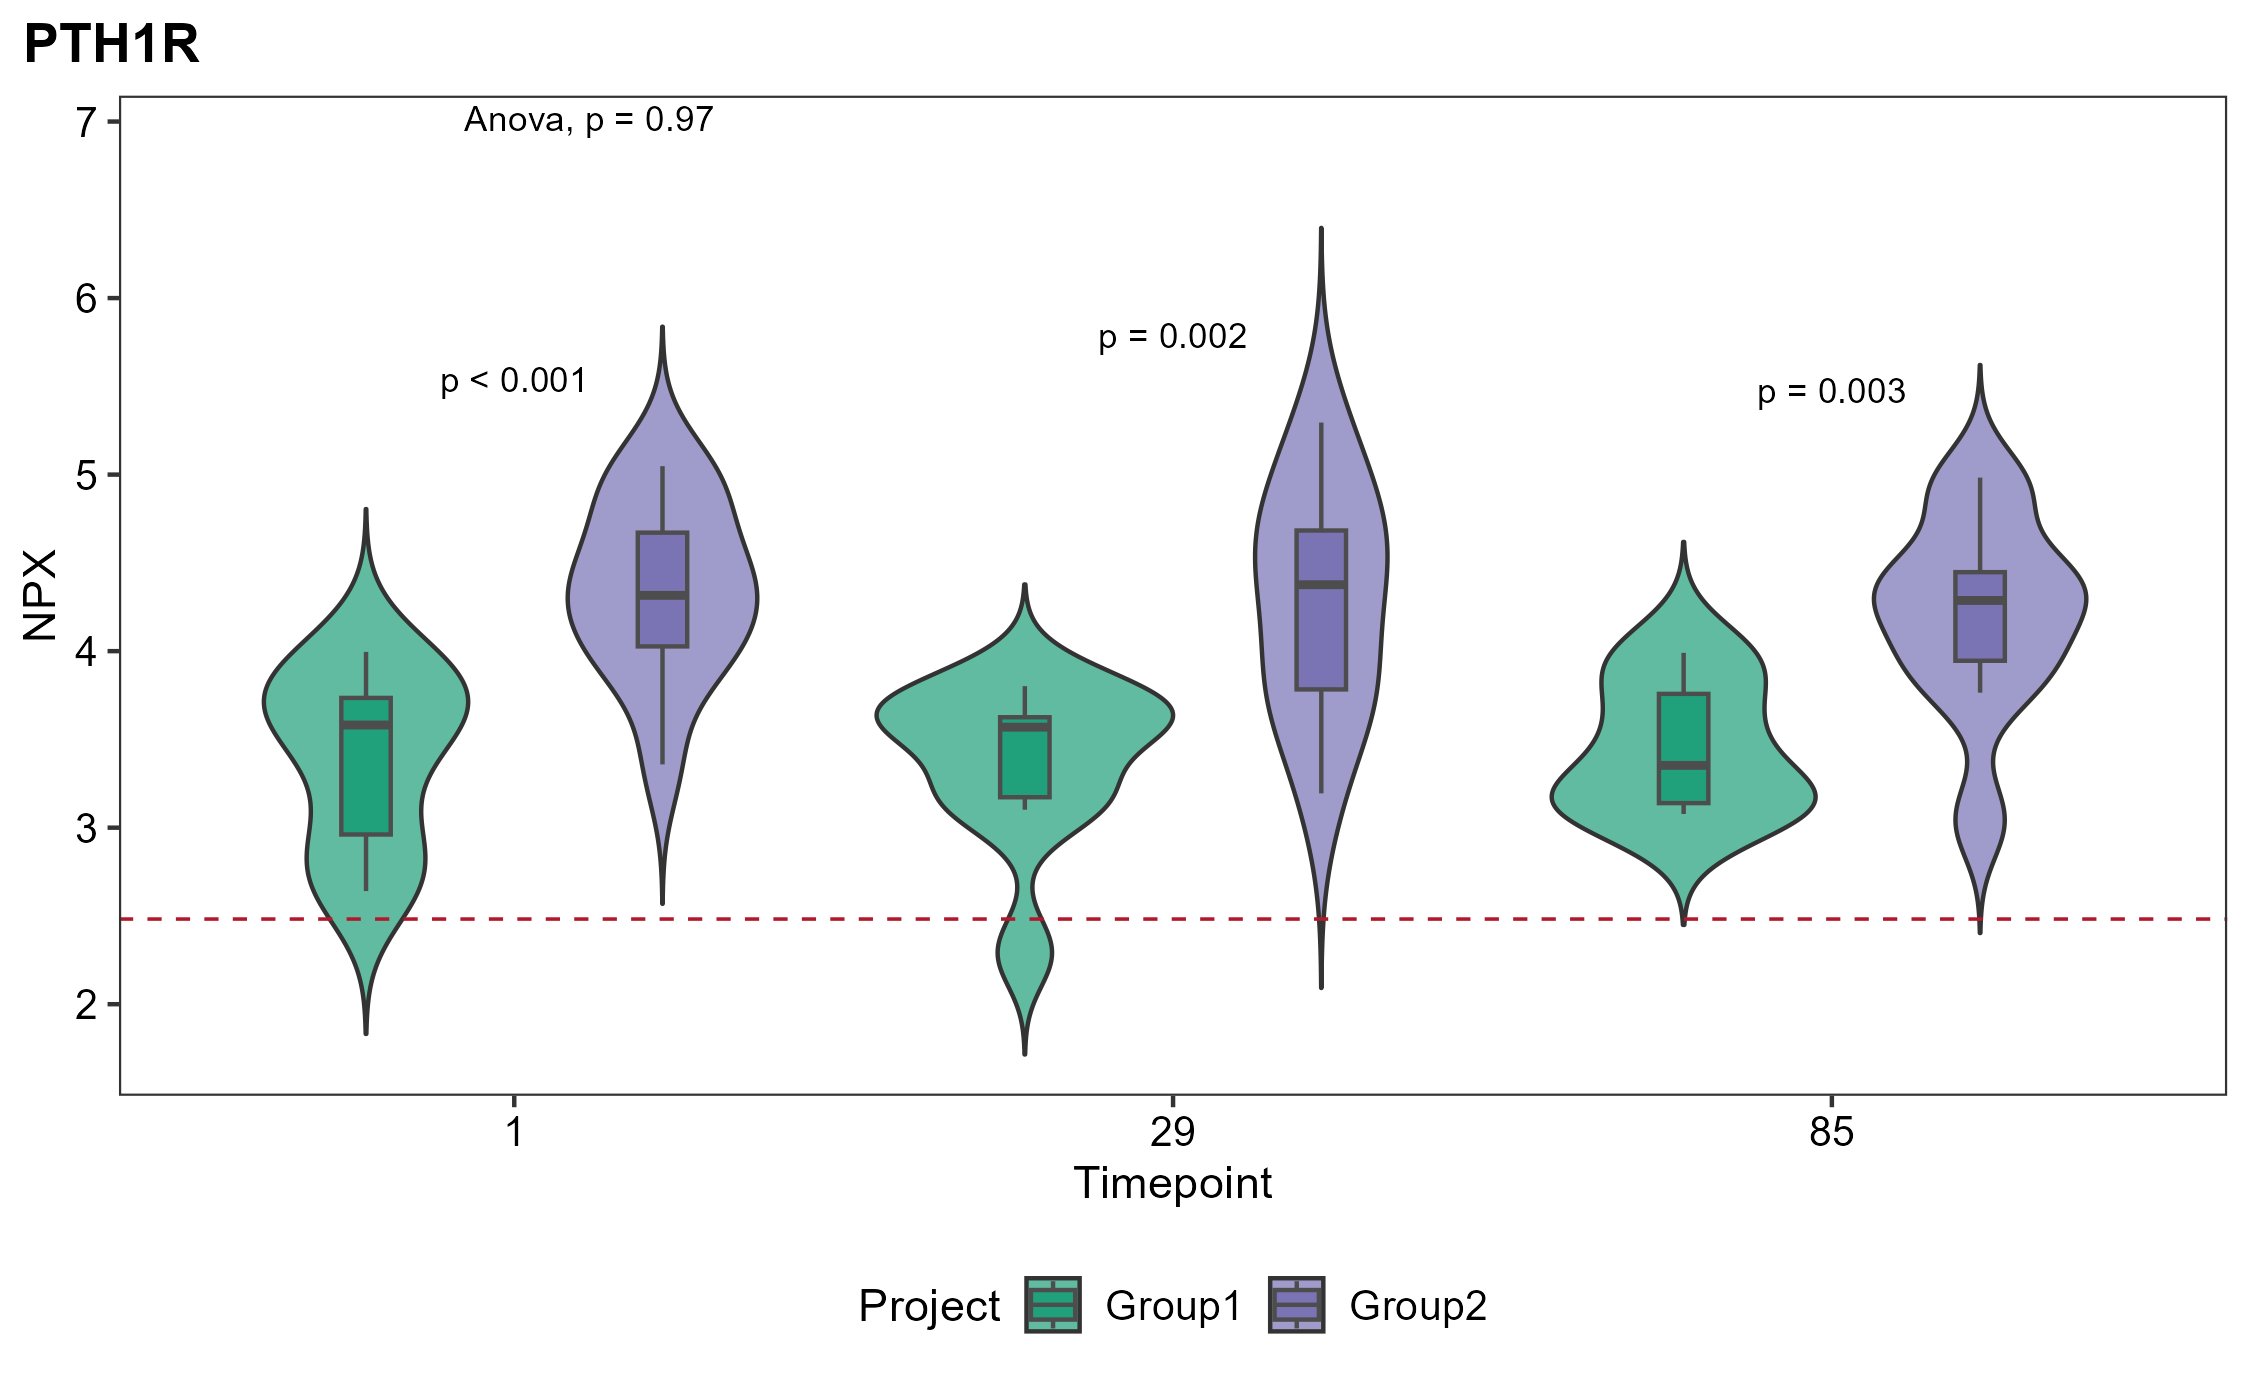 PTH1R
7
Anova, p = 0.97
6
p = 0.002
p < 0.001
p = 0.003
5
NPX
4
3
2
1 29 85
Timepoint
Project Group1 Group2